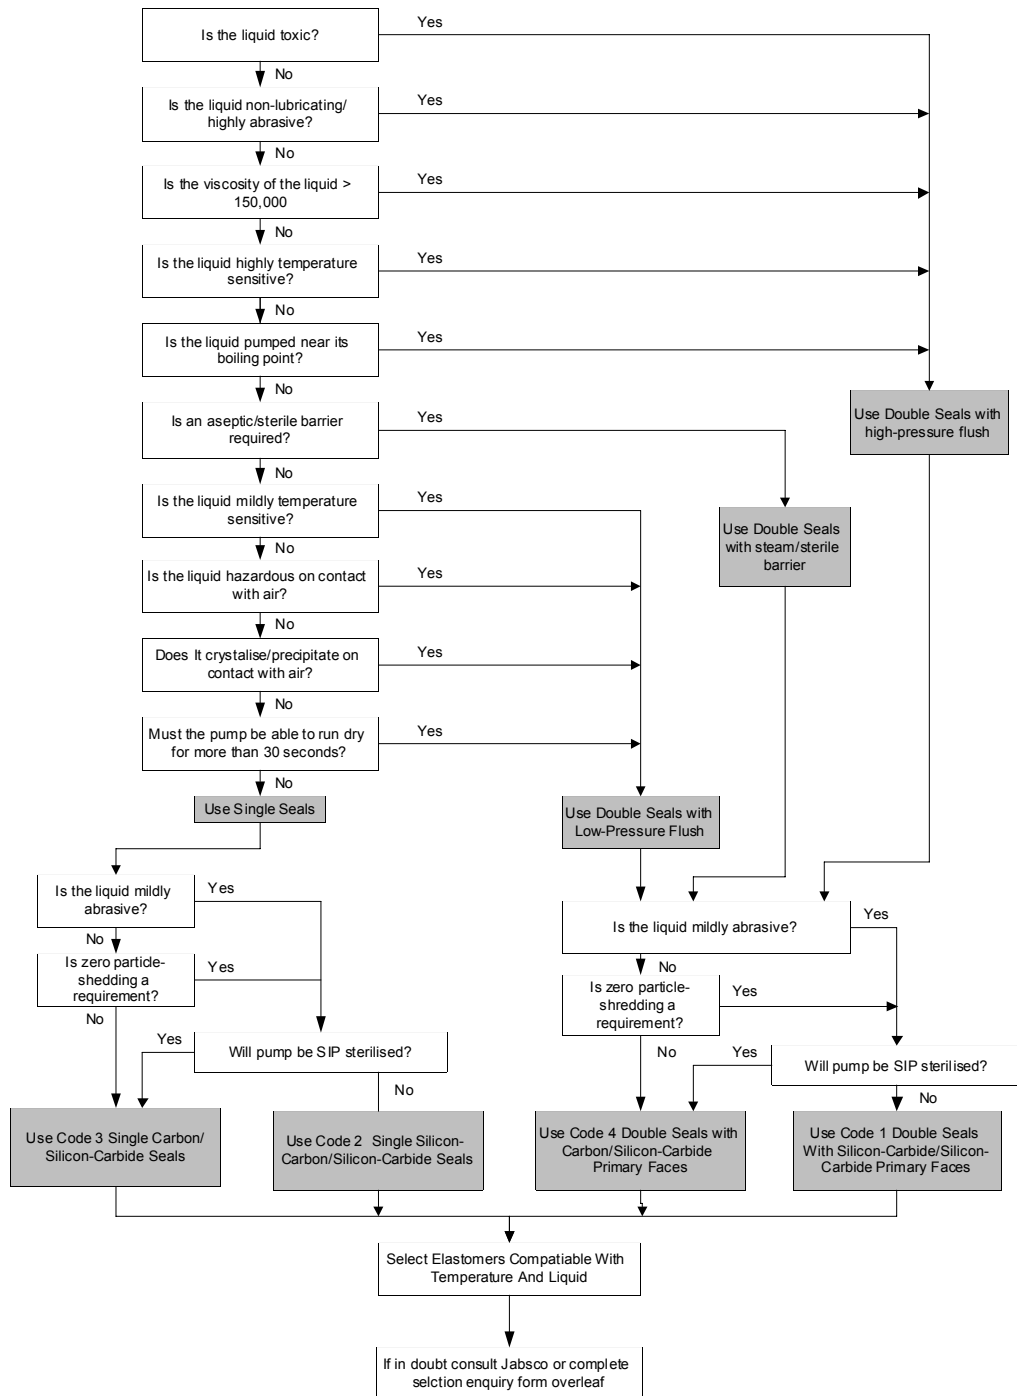 Is the liquid toxic?
Yes
No
Is the liquid non-lubricating/
highly abrasive?
Yes
No
Is the viscosity of the liquid >
150,000
Yes
No
Is the liquid highly temperature
sensitive?
Yes
No
Is the liquid pumped near its
boiling point?
Yes
No
Use Double Seals with
high-pressure flush
Is an aseptic/sterile barrier
required?
Yes
No
Is the liquid mildly temperature
sensitive?
Yes
No
Use Double Seals
with steam/sterile
barrier
Is the liquid hazardous on contact
with air?
Yes
No
Does It crystalise/precipitate on
contact with air?
Yes
No
Must the pump be able to run dry
for more than 30 seconds?
Yes
No
Use Single Seals
Use Double Seals with
Low-Pressure Flush
Is the liquid mildly
abrasive?
Yes
No
Is zero particle-
shedding a
requirement?
Yes
No
Will pump be SIP sterilised?
Yes
No
Is the liquid mildly abrasive?
Yes
No
Is zero particle-
shredding a
requirement?
Yes
No
Will pump be SIP sterilised?
Yes
No
Use Code 3 Single Carbon/
Silicon-Carbide Seals
Use Code 2 Single Silicon-
Carbon/Silicon-Carbide Seals
Use Code 4 Double Seals with
Carbon/Silicon-Carbide
Primary Faces
Use Code 1 Double Seals
With Silicon-Carbide/Silicon-
Carbide Primary Faces
Select Elastomers Compatiable With
Temperature And Liquid
If in doubt consult Jabsco or complete
selction enquiry form overleaf